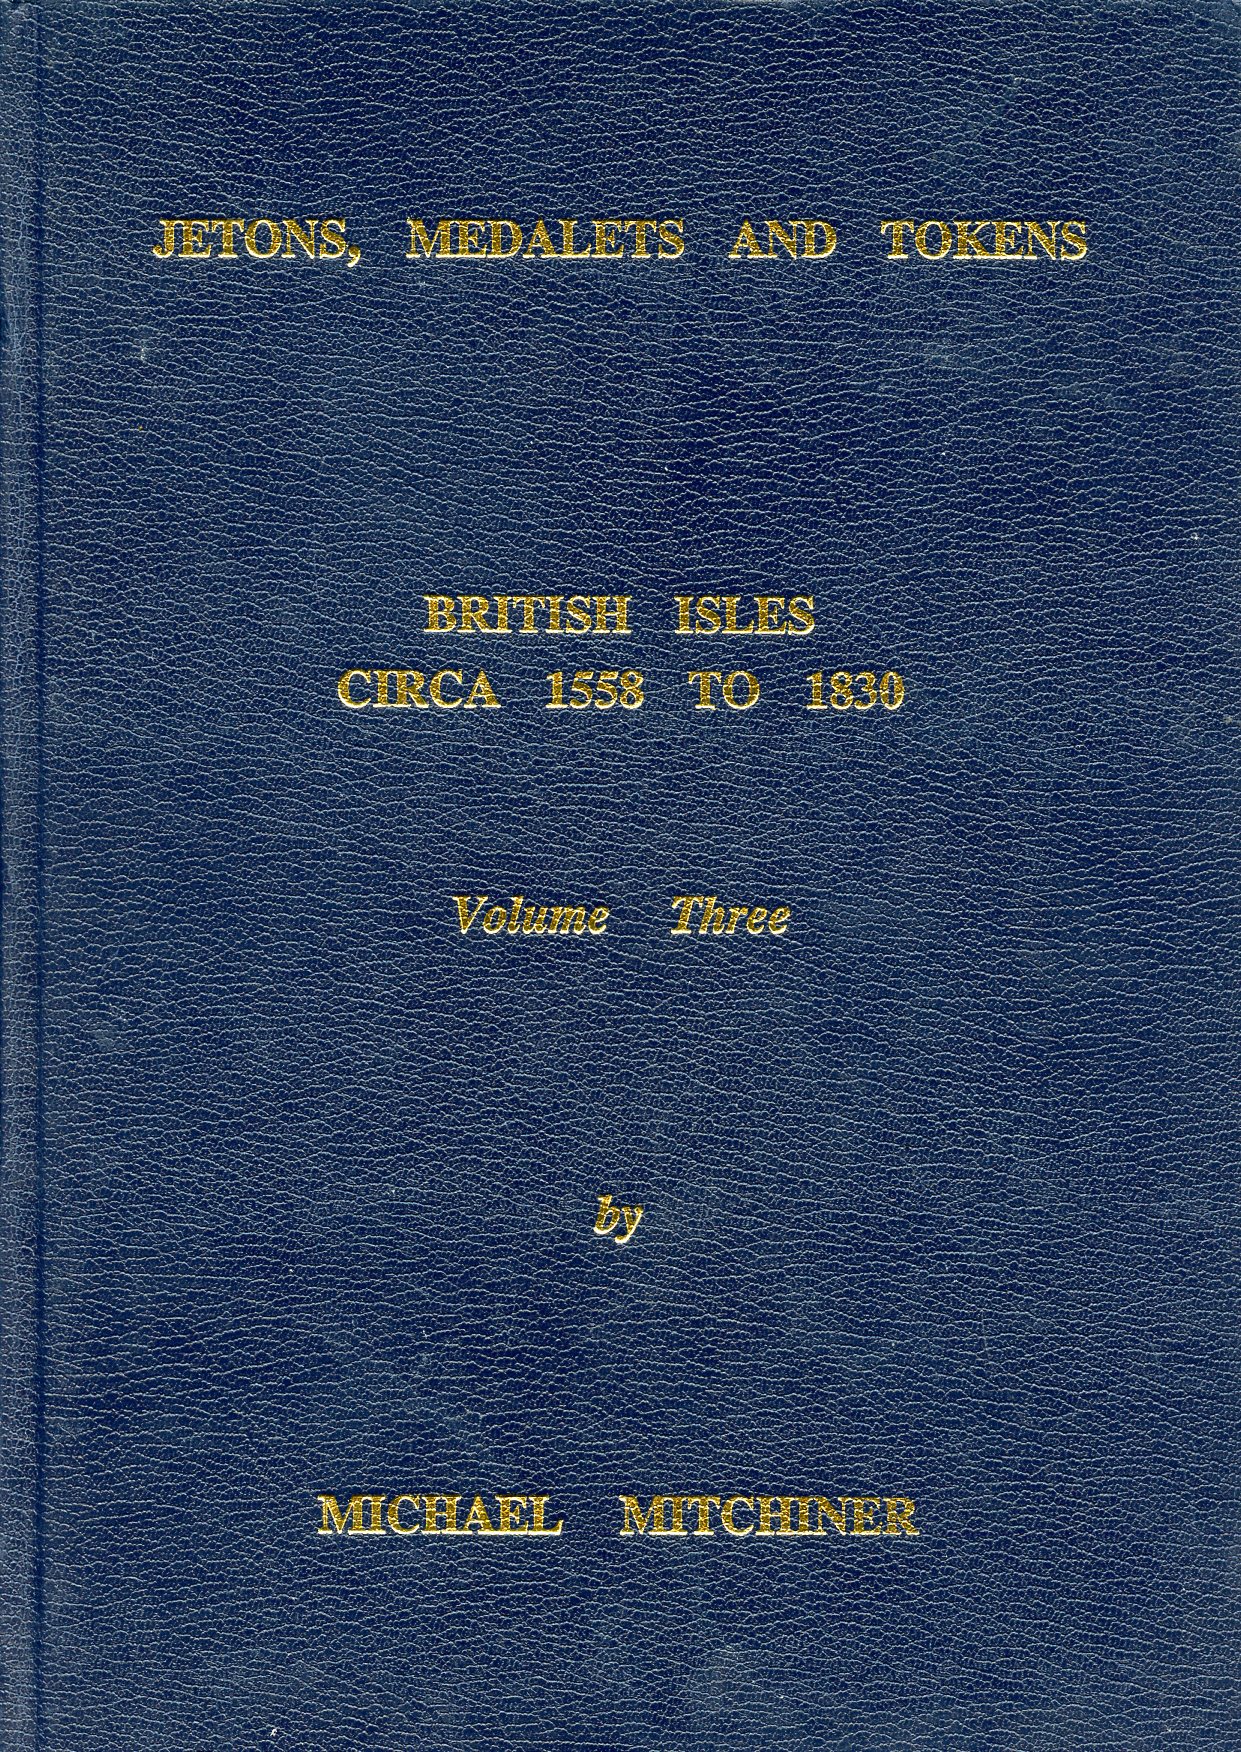 JETONS, MEDALETS AND TOKENS
BRITISH ISLES
CIRCA 1558 TO 1830
Volume Three
by
MICHAEL MITCHINER